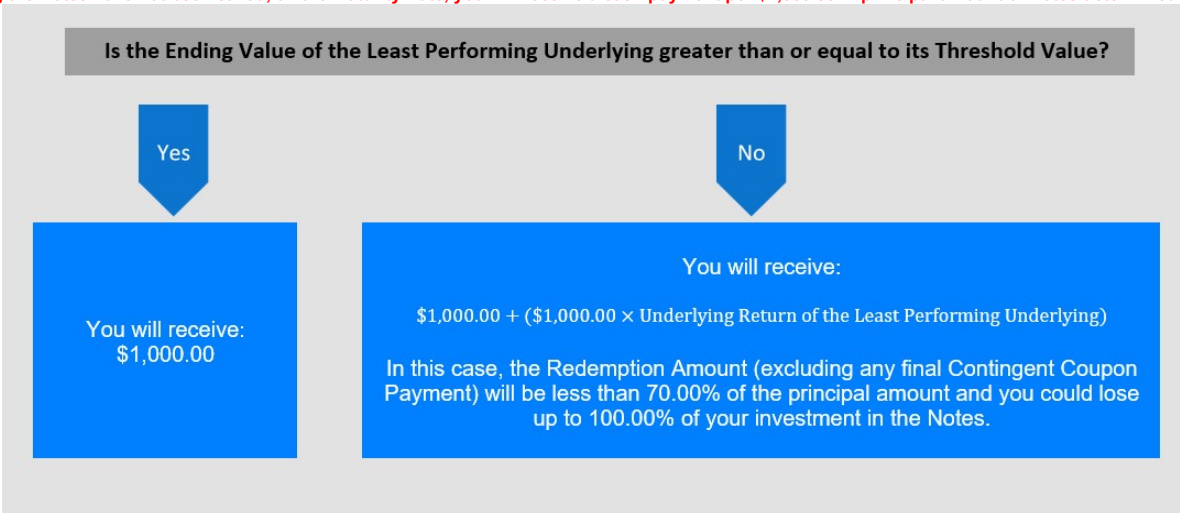 Is the Ending Value of the Least Performing Underlying greater than or equal to its Threshold Value?
Yes
No
You will receive:
$1,000.00
You will receive:
$1,000.00 + ($1,000.00 × Underlying Return of the Least Performing Underlying)
In this case, the Redemption Amount (excluding any final Contingent Coupon
Payment) will be less than 70.00% of the principal amount and you could lose
up to 100.00% of your investment in the Notes.